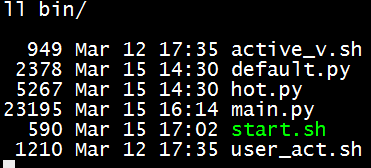 ll bin/
949 Mar 12 17:35 active_v.sh
2378 Mar 15 14:30 default.py
5267 Mar 15 14:30 hot.py
23195 Mar 15 16:14 main.py
590 Mar 15 17:02 start.sh
1210 Mar 12 17:35 user_act.sh